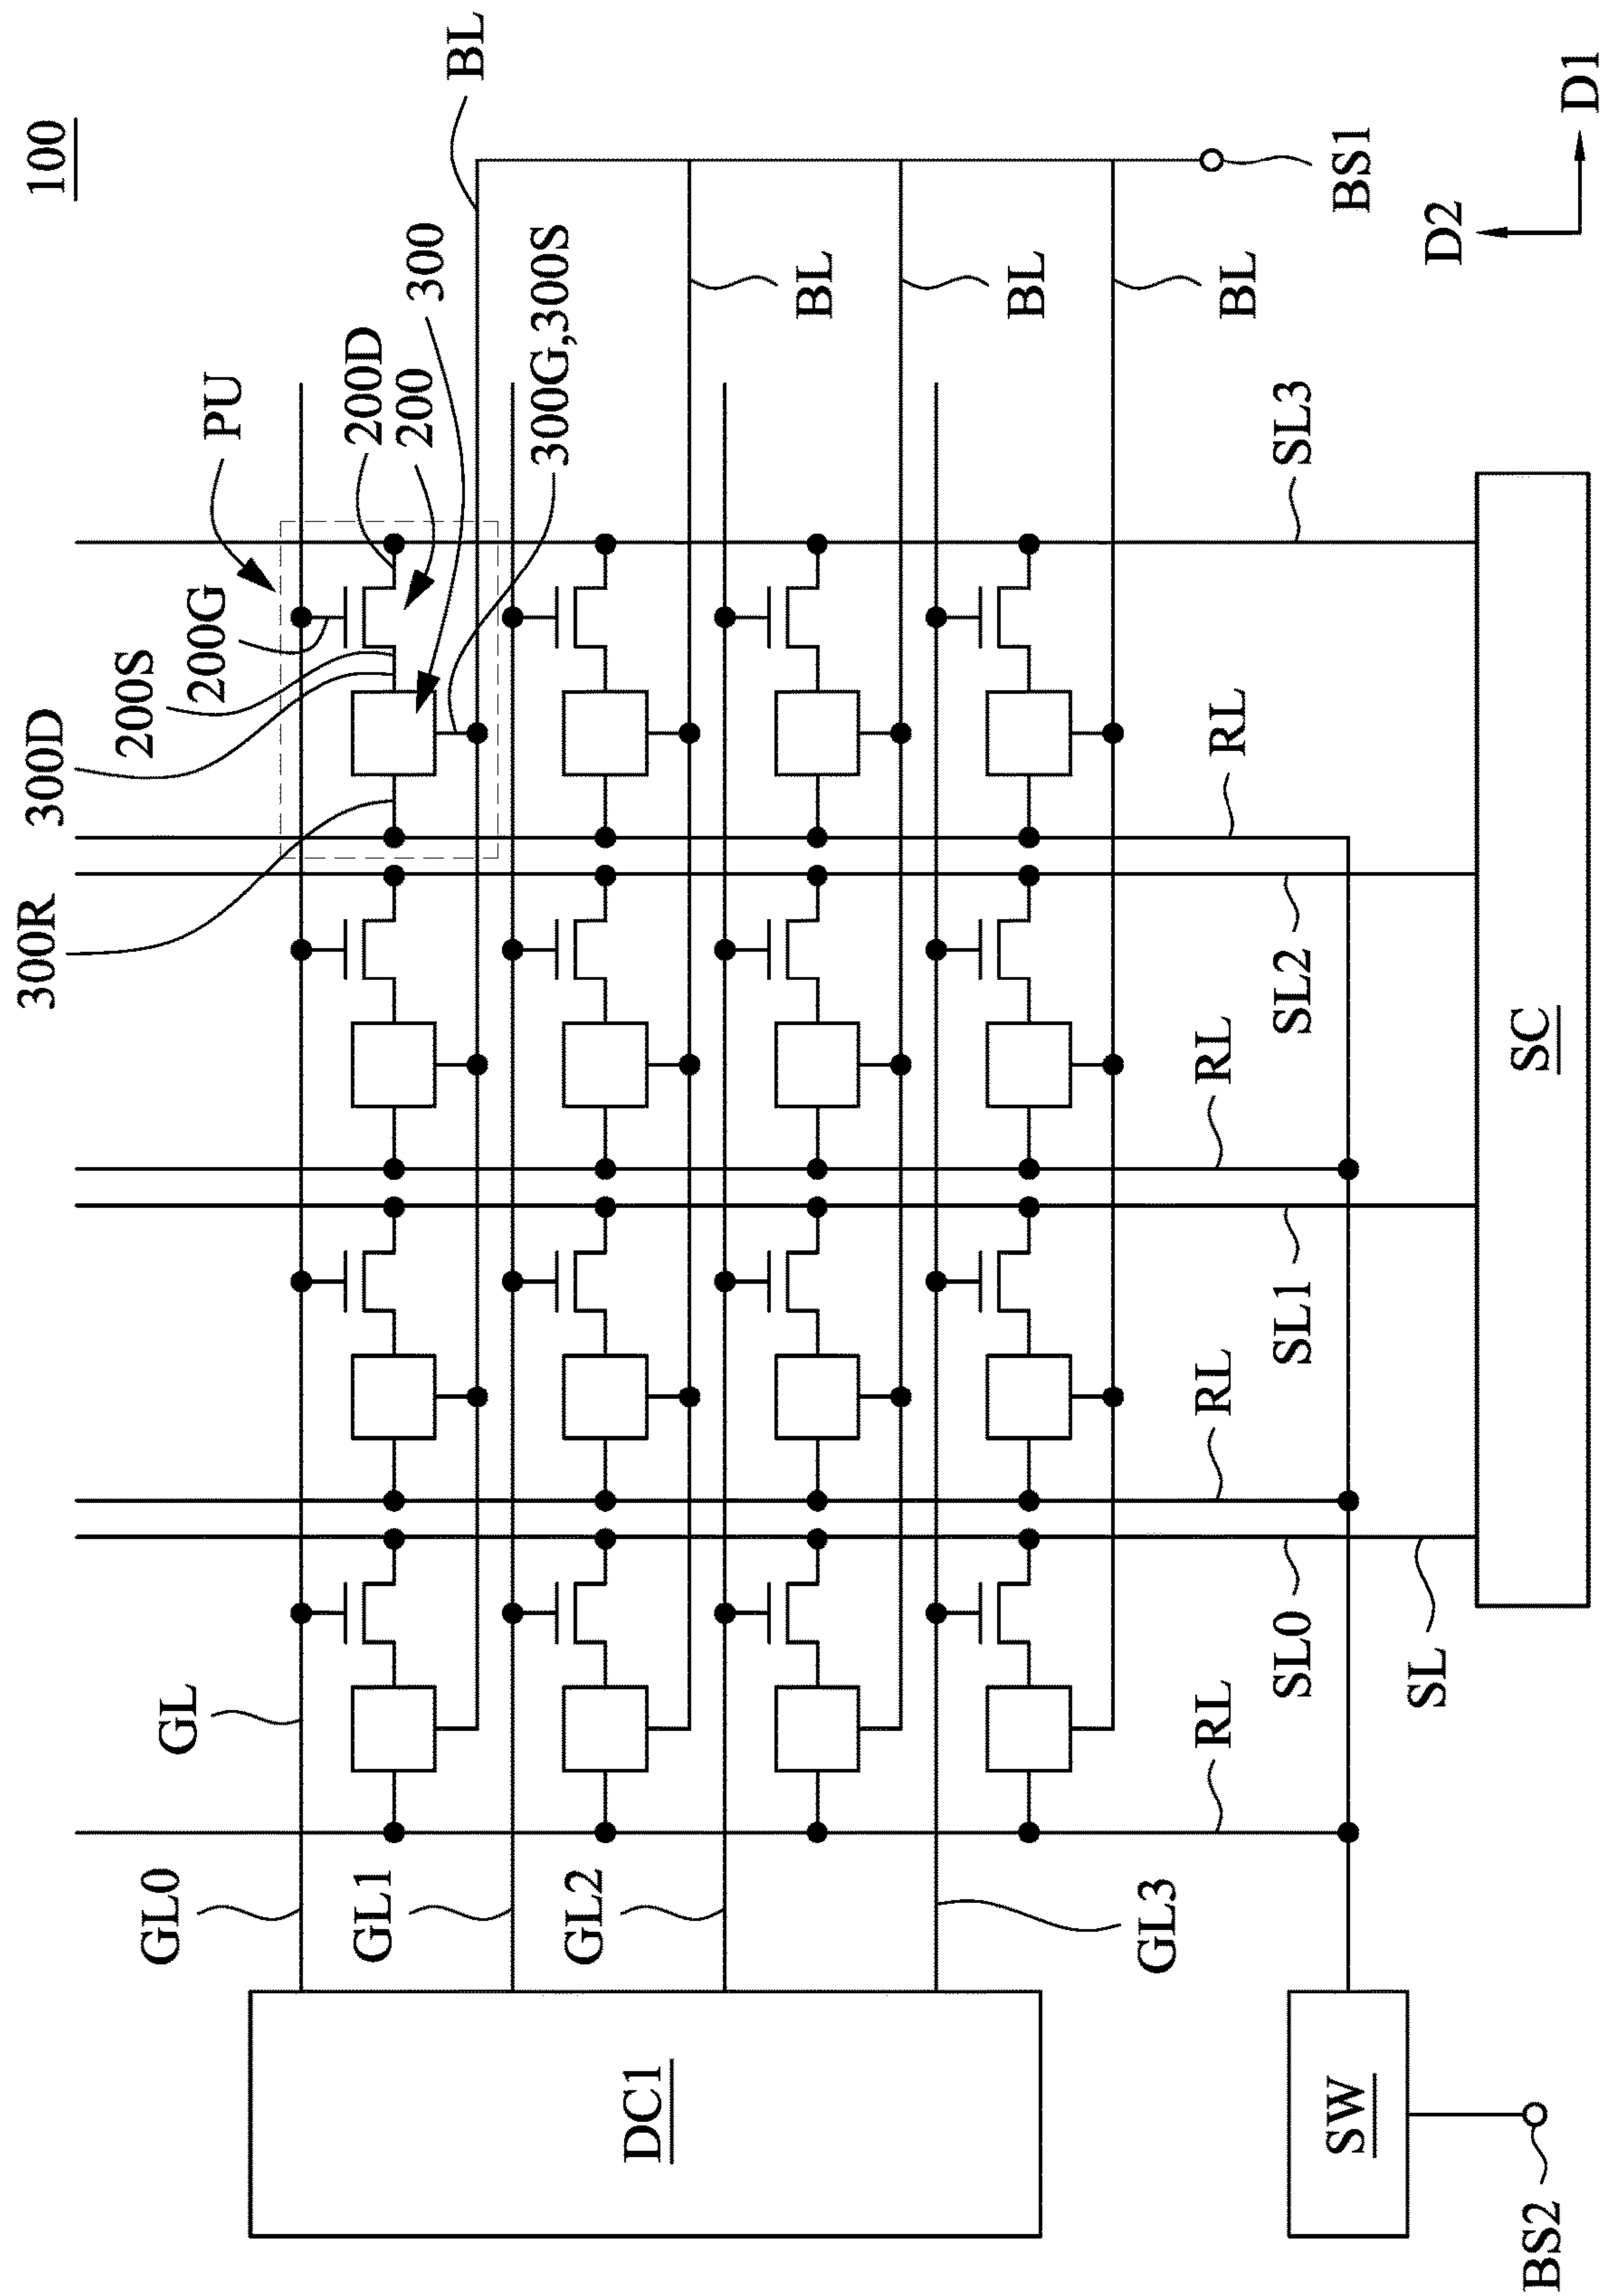 100
BL
PU
200D
200
300
300G,300S
200G
200S
300D
300R
BL
BL
BL
BS1
D2
D1
SL3
RL
SL2
RL
SL1
RL
SL0
SL
RL
SC
GL
GL0
GL1
GL2
GL3
DC1
SW
BS2